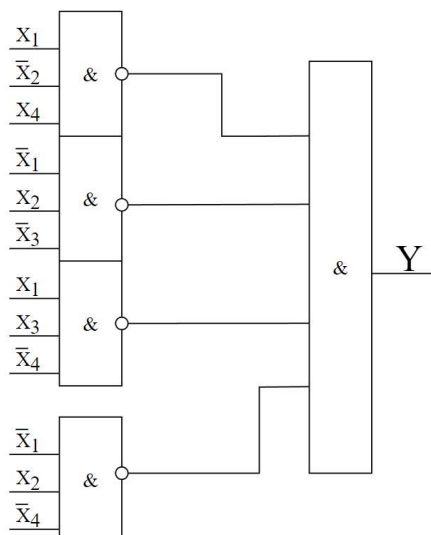 X₁
X̅₂
&
X₄
X̅₁
X₂
&
X̅₃
X₁
X₃
&
X̅₄
X̅₁
X₂
&
X̅₄
&
Y